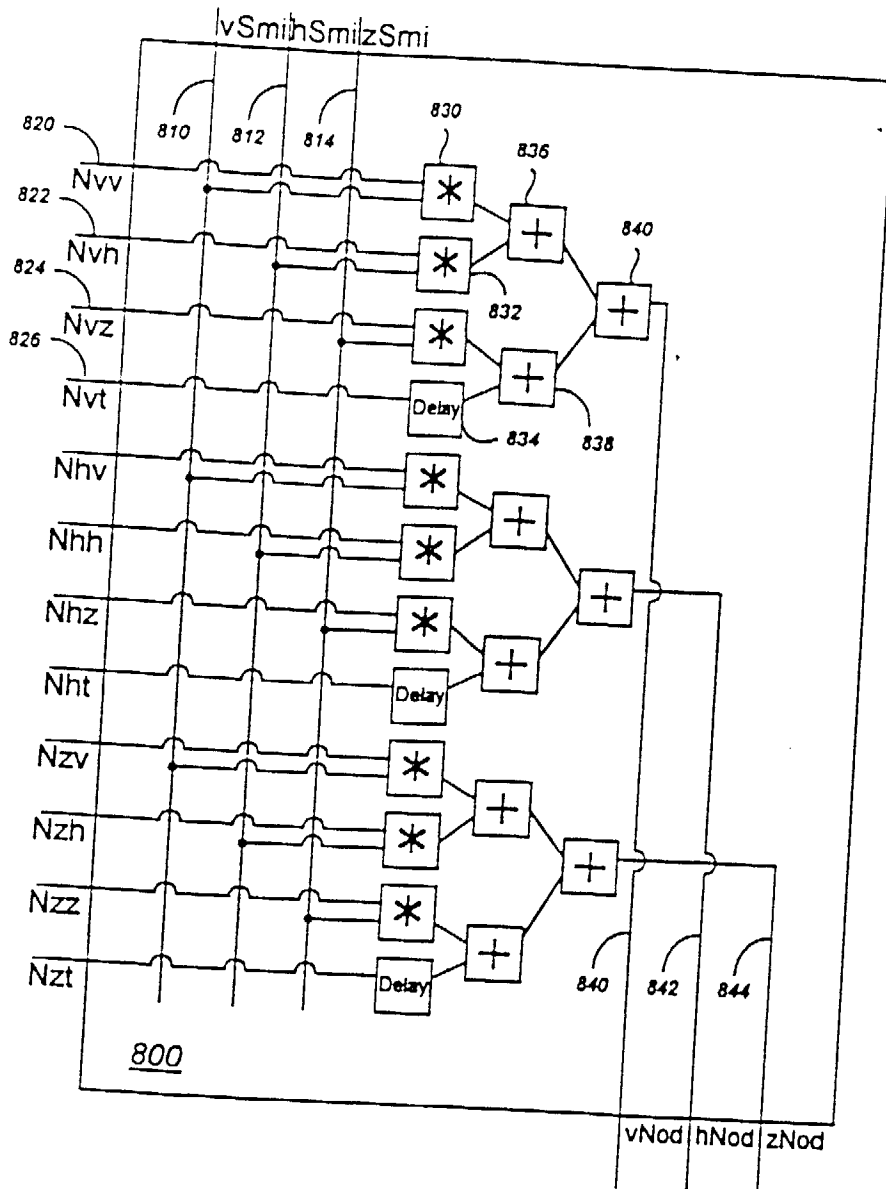 vSmi hSmi zSmi
810
812
814
830
820
Nvv
836
822
Nvh
840
824
832
Nvz
826
Nvt
Delay
834
838
Nhv
Nhh
Nhz
Nht
Delay
Nzv
Nzh
Nzz
Nzt
Delay
840
842
844
800
vNod hNod zNod